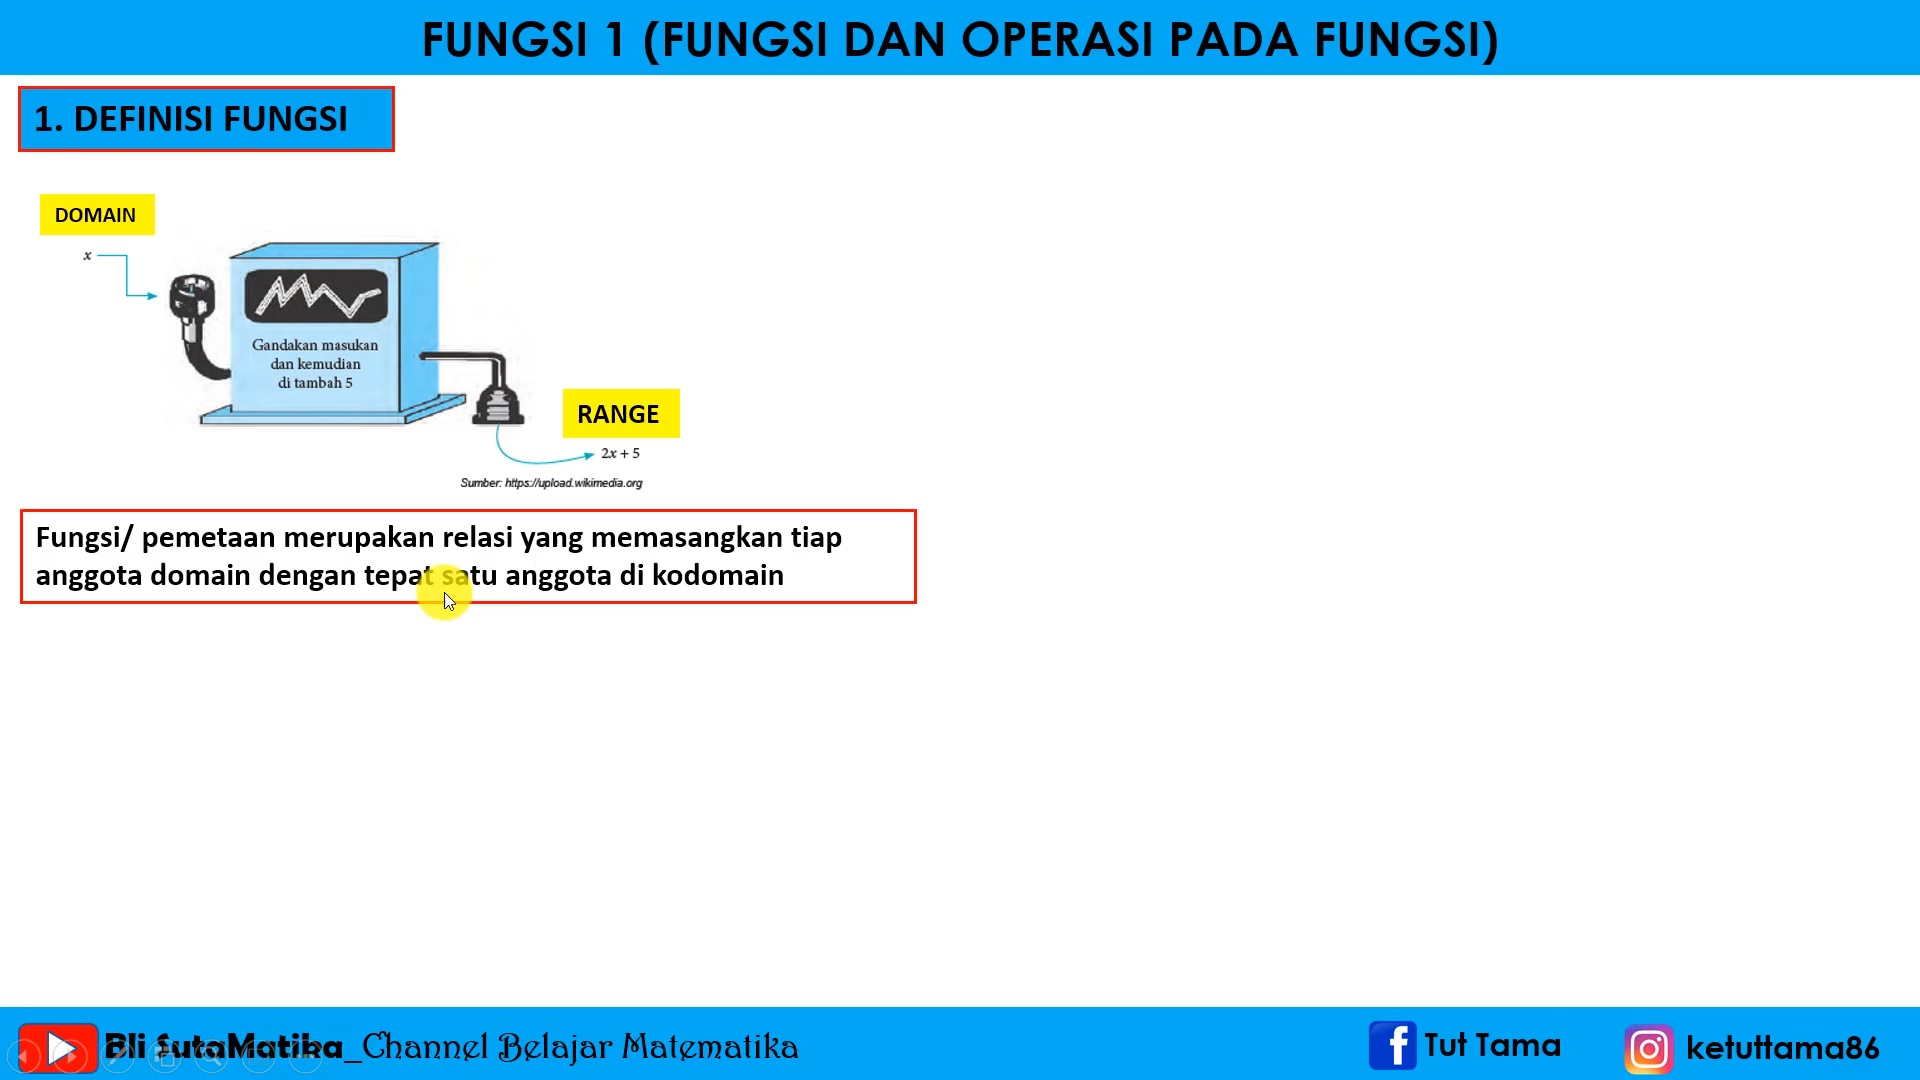 FUNGSI 1 (FUNGSI DAN OPERASI PADA FUNGSI)
1. DEFINISI FUNGSI
DOMAIN
x
Gandakan masukan
dan kemudian
di tambah 5
RANGE
2x + 5
Sumber: https://upload.wikimedia.org
Fungsi/ pemetaan merupakan relasi yang memasangkan tiap
anggota domain dengan tepat satu anggota di kodomain
Bli SutaMatika_Channel Belajar Matematika
Tut Tama
ketuttama86